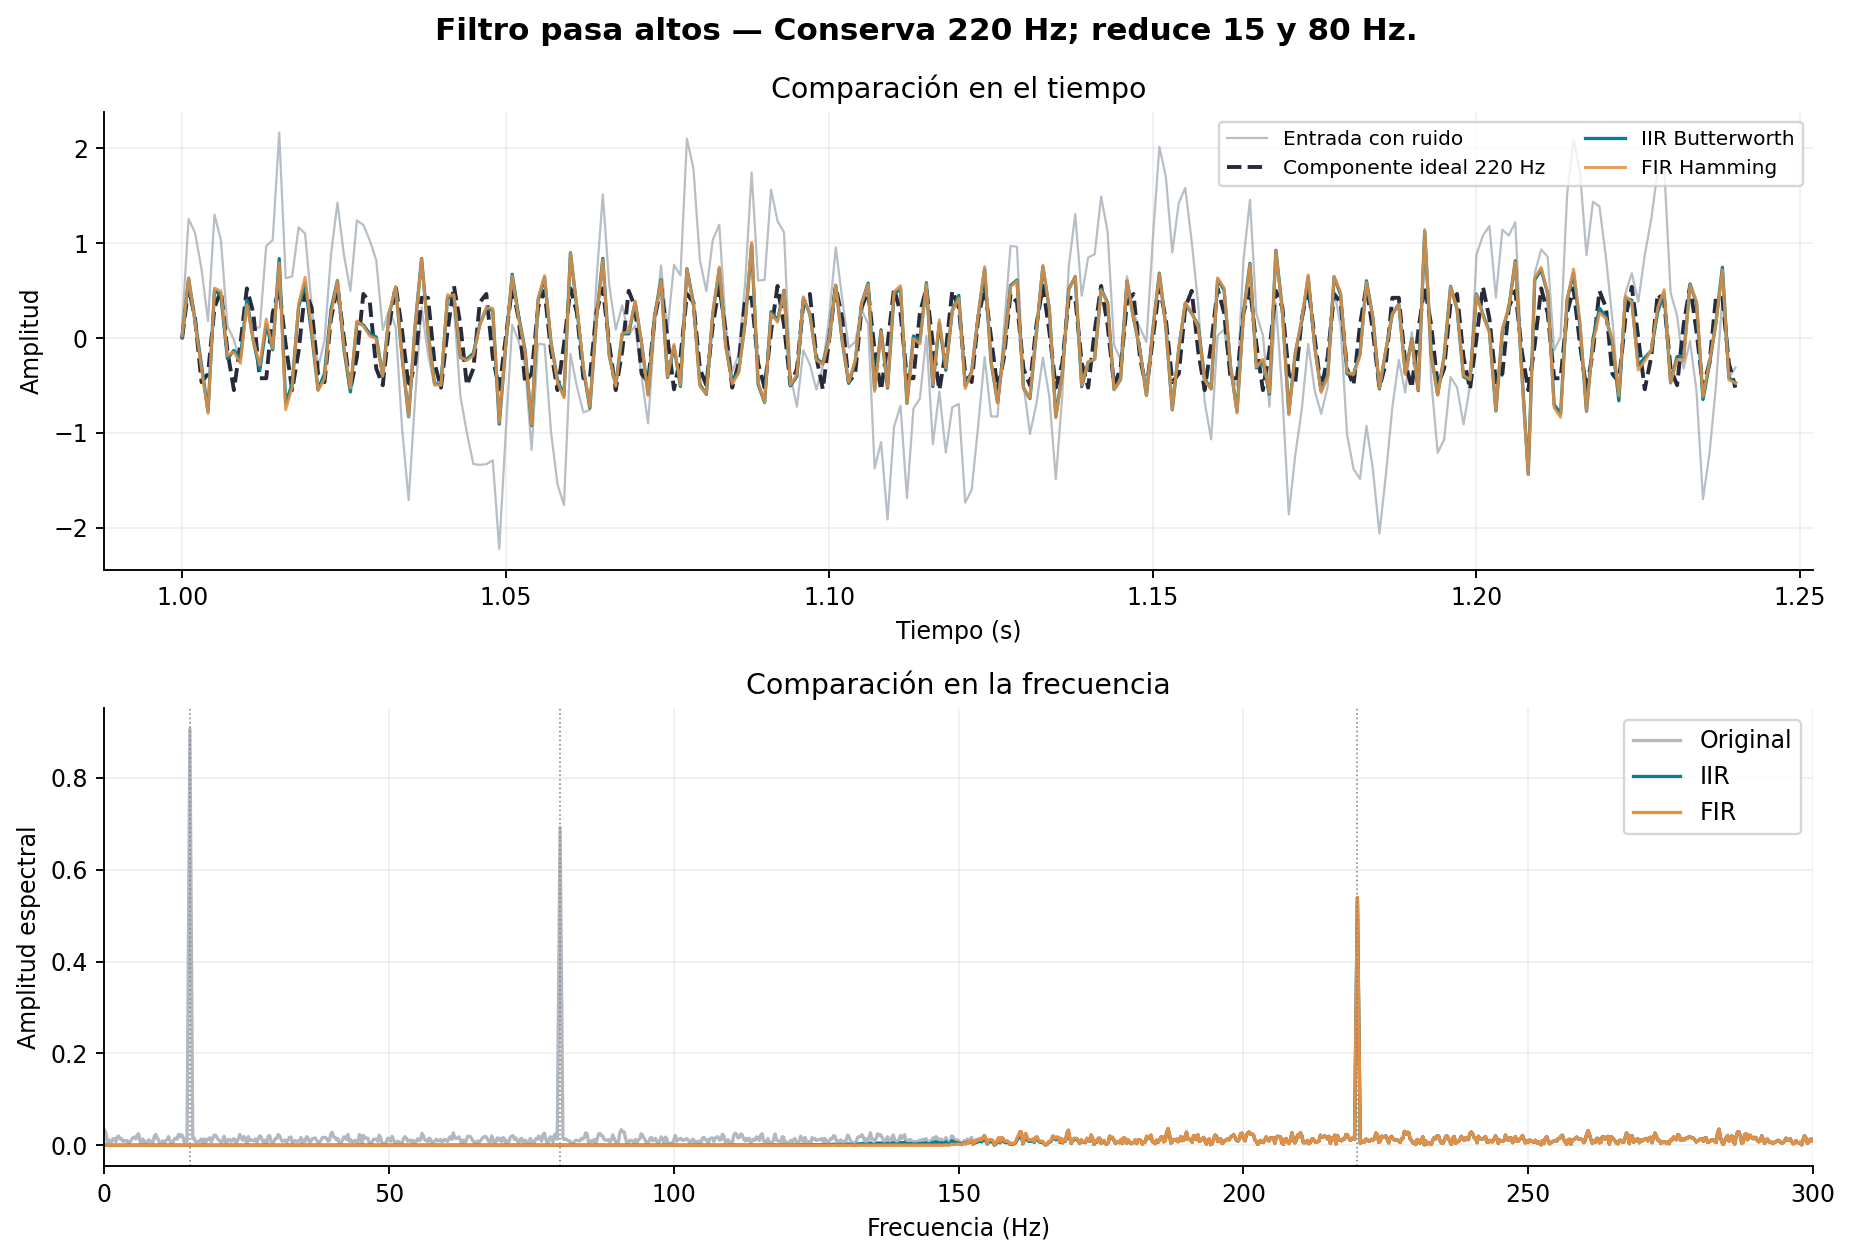 Filtro pasa altos — Conserva 220 Hz; reduce 15 y 80 Hz.
Comparación en el tiempo
Entrada con ruido
Componente ideal 220 Hz
IIR Butterworth
FIR Hamming
Amplitud
2
1
0
−1
−2
1.00 1.05 1.10 1.15 1.20 1.25
Tiempo (s)
Comparación en la frecuencia
Original
IIR
FIR
Amplitud espectral
0.8
0.6
0.4
0.2
0.0
0 50 100 150 200 250 300
Frecuencia (Hz)